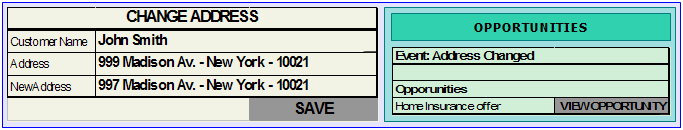 CHANGE ADDRESS
Customer Name John Smith
Address 999 Madison Av. - New York - 10021
NewAddress 997 Madison Av. - New York - 10021
SAVE
OPPORTUNITIES
Event: Address Changed
Opporunities
Home Insurance offer VIEW OPPORTUNITY